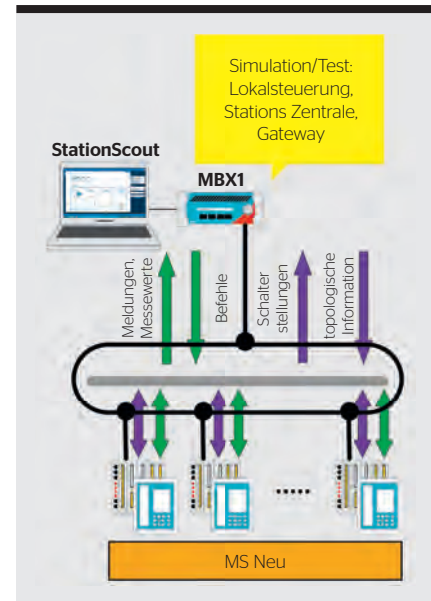 Simulation/Test:
Lokalsteuerung,
Stations Zentrale,
Gateway
StationScout
MBX1
Meldungen,
Messewerte
Befehle
Schalter
stellungen
topologische
Information
MS Neu